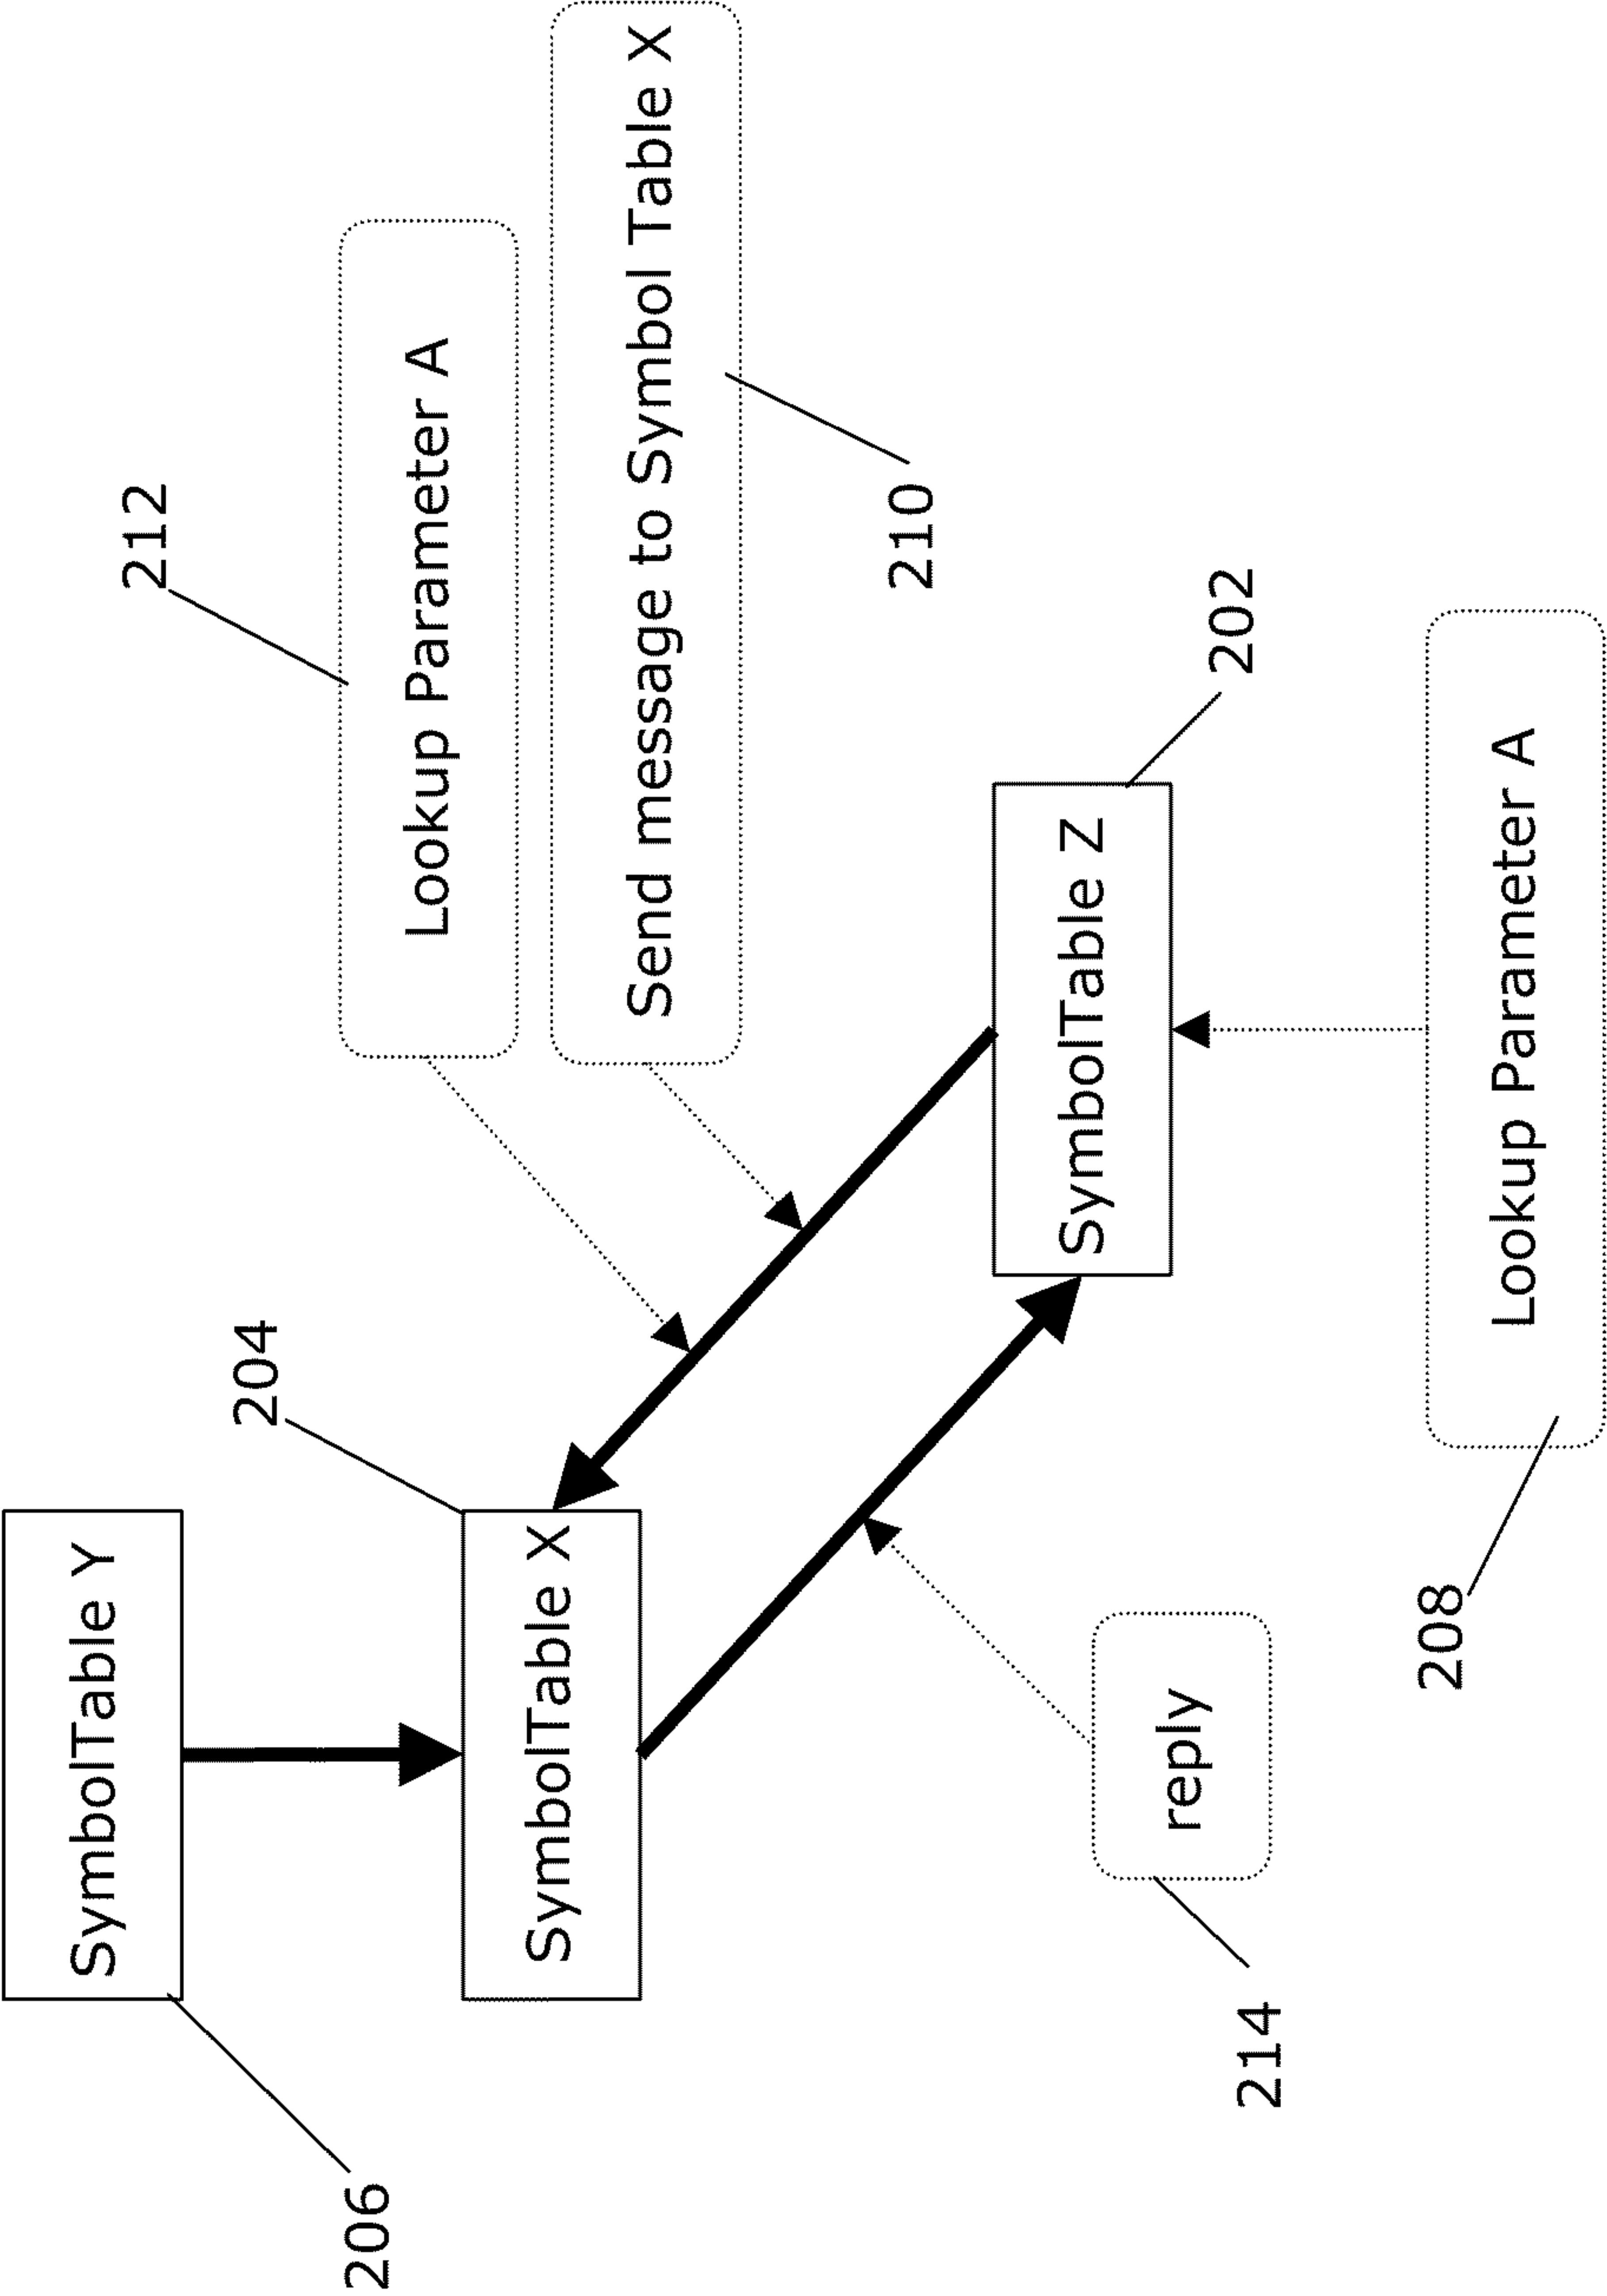 SymbolTable Y
212
204
206
Lookup Parameter A
SymbolTable X
Send message to Symbol Table X
210
SymbolTable Z
reply
202
214
208
Lookup Parameter A